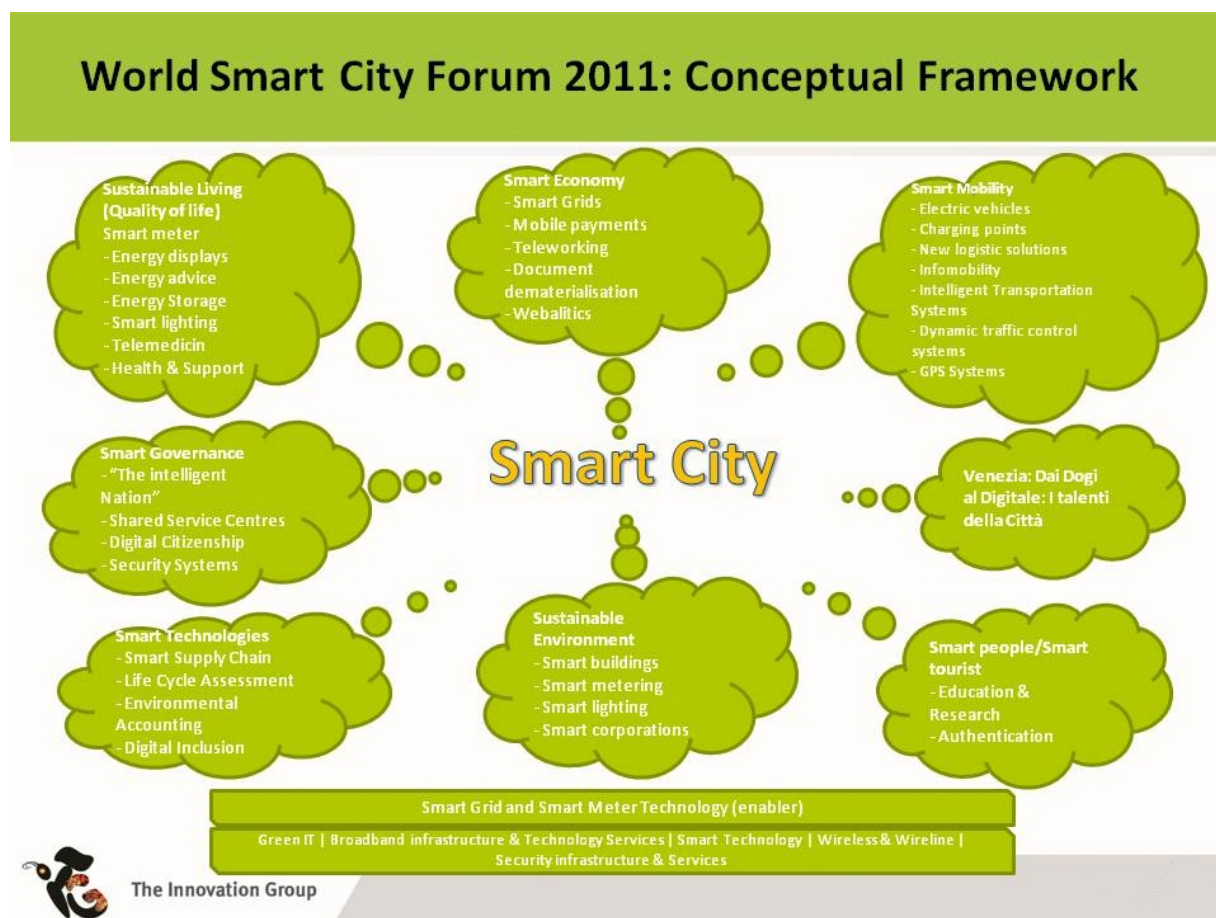 World Smart City Forum 2011: Conceptual Framework
Sustainable Living
(Quality of life)
Smart meter
- Energy displays
- Energy advice
- Energy Storage
- Smart lighting
- Telemedicin
- Health & Support
Smart Economy
- Smart Grids
- Mobile payments
- Teleworking
- Document
dematerialisation
- Webalitics
Smart Mobility
- Electric vehicles
- Charging points
- New logistic solutions
- Infomobility
- Intelligent Transportation
Systems
- Dynamic traffic control
systems
- GPS Systems
Smart Governance
- "The intelligent
Nation"
- Shared Service Centres
- Digital Citizenship
- Security Systems
Smart City
Venezia: Dai Dogi
al Digitale: I talenti
della Città
Smart Technologies
- Smart Supply Chain
- Life Cycle Assessment
- Environmental
Accounting
- Digital Inclusion
Sustainable
Environment
- Smart buildings
- Smart metering
- Smart lighting
- Smart corporations
Smart people/Smart
tourist
- Education &
Research
- Authentication
Smart Grid and Smart Meter Technology (enabler)
Green IT | Broadband infrastructure & Technology Services | Smart Technology | Wireless & Wireline |
Security infrastructure & Services
The Innovation Group